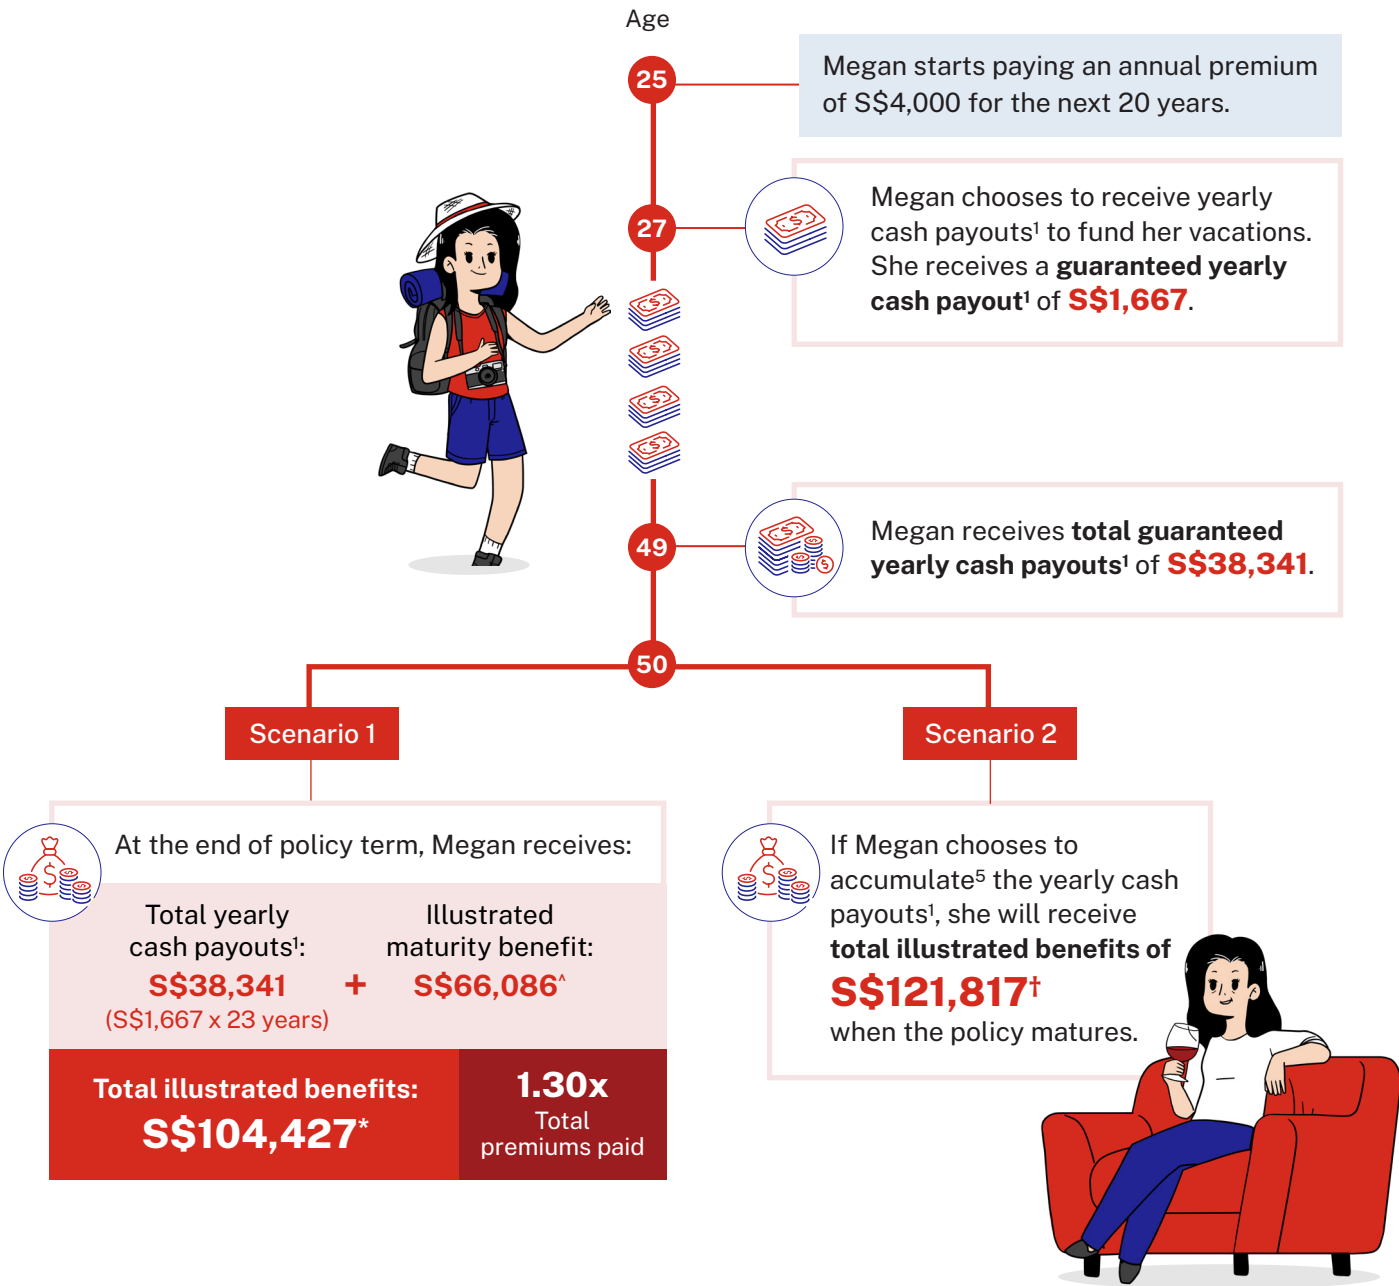 Age
25
Megan starts paying an annual premium
of S$4,000 for the next 20 years.
27
Megan chooses to receive yearly
cash payouts¹ to fund her vacations.
She receives a guaranteed yearly
cash payout¹ of S$1,667.
49
Megan receives total guaranteed
yearly cash payouts¹ of S$38,341.
50
Scenario 1
At the end of policy term, Megan receives:
Total yearly
cash payouts¹:
S$38,341
(S$1,667 x 23 years)
+
Illustrated
maturity benefit:
S$66,086^
Total illustrated benefits:
S$104,427*
1.30x
Total
premiums paid
Scenario 2
If Megan chooses to
accumulate⁵ the yearly cash
payouts¹, she will receive
total illustrated benefits of
S$121,817†
when the policy matures.